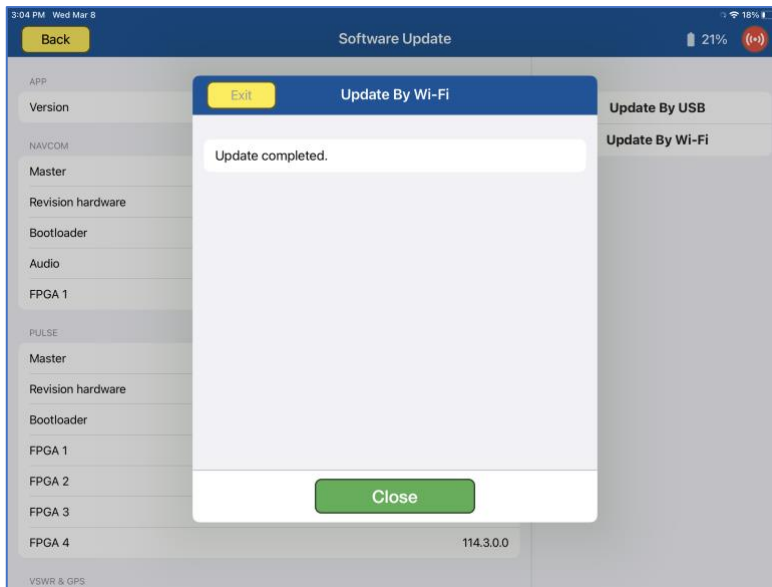 3:04 PM Wed Mar 8
18%
Back
Software Update
21%
APP
Version
NAVCOM
Master
Revision hardware
Bootloader
Audio
FPGA 1
PULSE
Master
Revision hardware
Bootloader
FPGA 1
FPGA 2
FPGA 3
FPGA 4 114.3.0.0
VSWR & GPS
Exit
Update By Wi-Fi
Update completed.
Close
Update By USB
Update By Wi-Fi